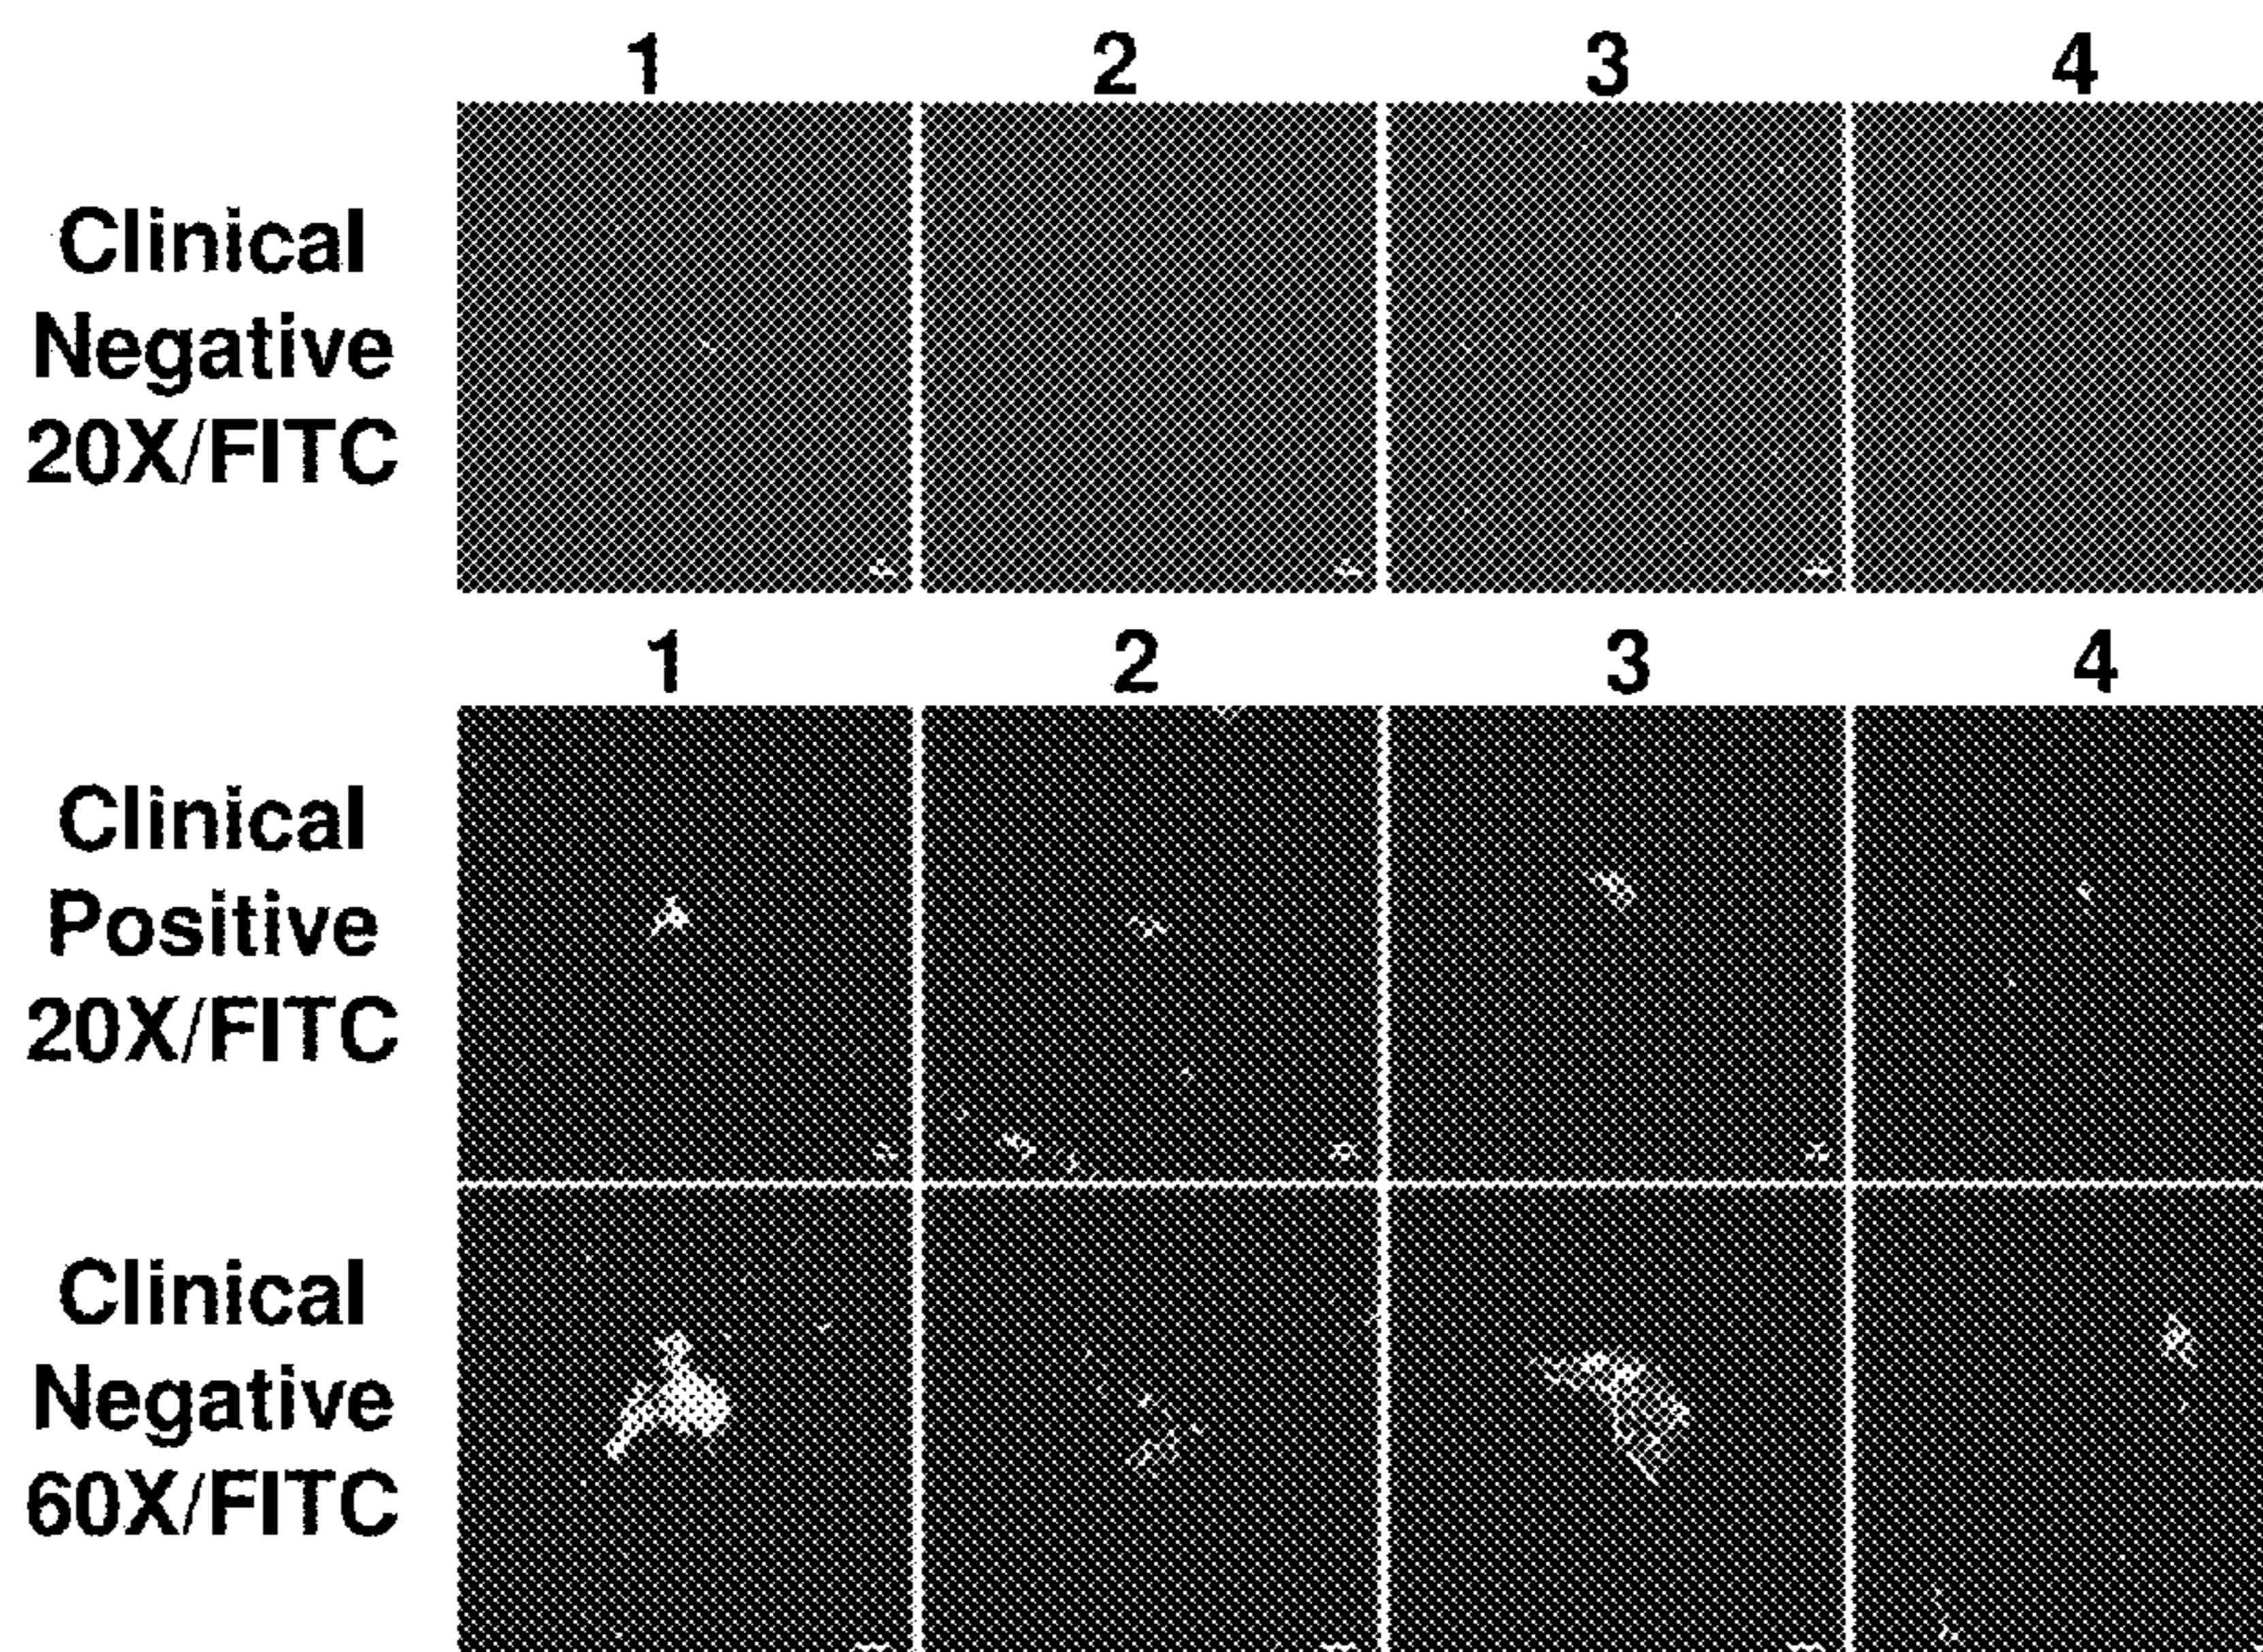 1 2 3 4
Clinical
Negative
20X/FITC
1 2 3 4
Clinical
Positive
20X/FITC
Clinical
Negative
60X/FITC